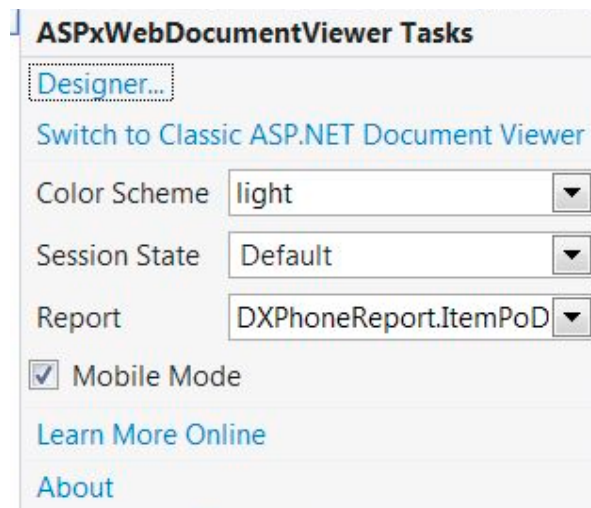 ASPxWebDocumentViewer Tasks
Designer...
Switch to Classic ASP.NET Document Viewer
Color Scheme light
Session State Default
Report DXPhoneReport.ItemPoD
Mobile Mode
Learn More Online
About